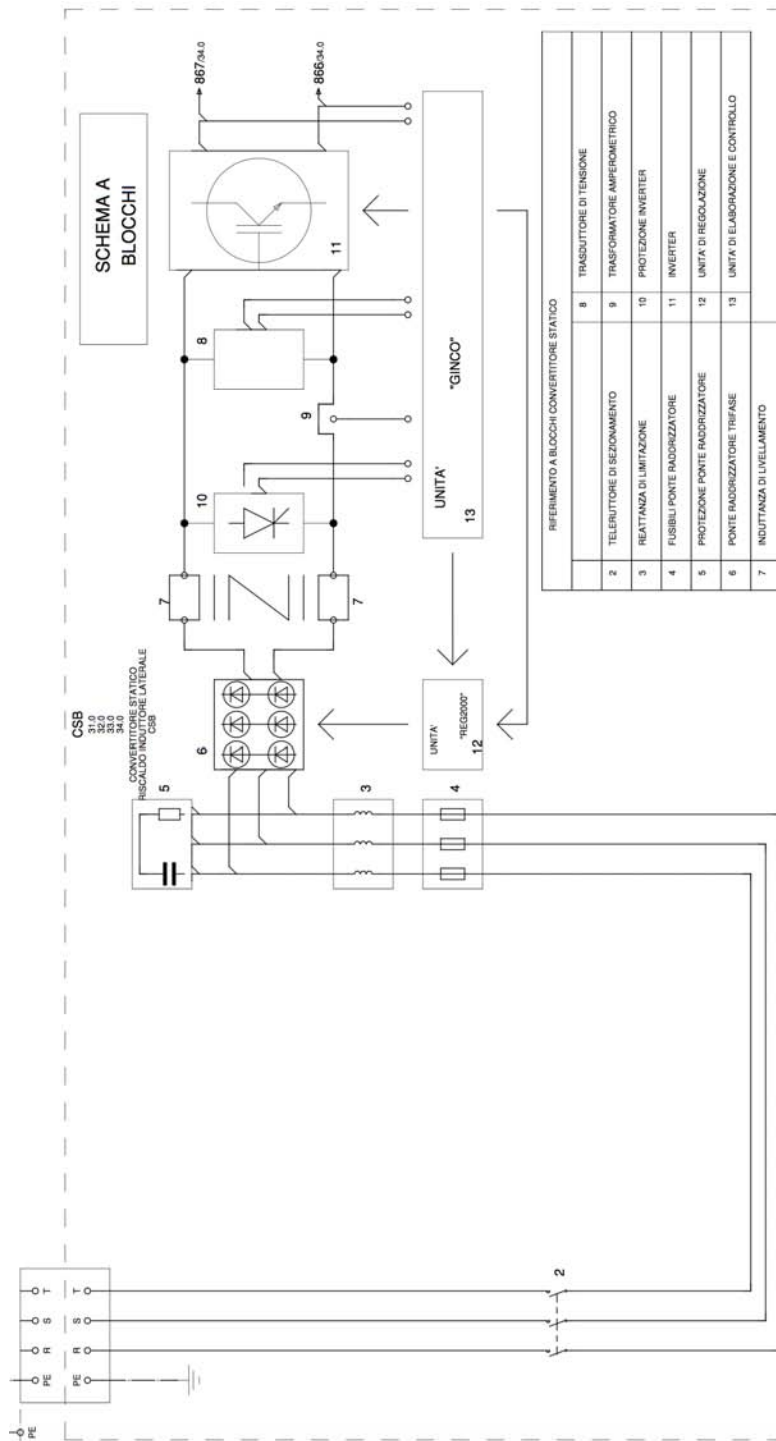 SCHEMA A
BLOCCHI
CSB
31.0
32.0
33.0
34.0
CONVERTITORE STATICO
RISCALDO INDUTTORE LATERALE
CSB
PE
PE R S T
PE R S T
2
5
3
4
6
7
7
10
9
8
11
867/34.0
866/34.0
UNITA'
"REG2000"
12
UNITA'
"GINCO"
13
RIFERIMENTO A BLOCCHI CONVERTITORE STATICO
8 TRASDUTTORE DI TENSIONE
2 TELERUTTORE DI SEZIONAMENTO 9 TRASFORMATORE AMPEROMETRICO
3 REATTANZA DI LIMITAZIONE 10 PROTEZIONE INVERTER
4 FUSIBILI PONTE RADDRIZZATORE 11 INVERTER
5 PROTEZIONE PONTE RADDRIZZATORE 12 UNITA' DI REGOLAZIONE
6 PONTE RADDRIZZATORE TRIFASE 13 UNITA' DI ELABORAZIONE E CONTROLLO
7 INDUTTANZA DI LIVELLAMENTO